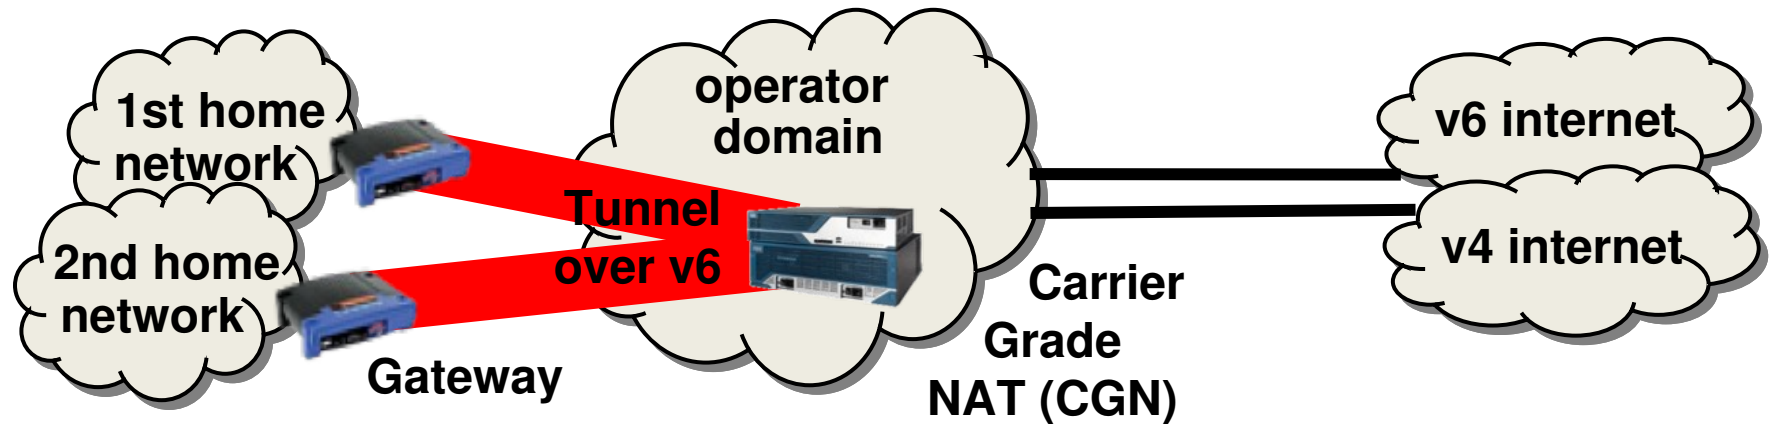 1st home
network
2nd home
network
Gateway
Tunnel
over v6
operator
domain
Carrier
Grade
NAT (CGN)
v6 internet
v4 internet